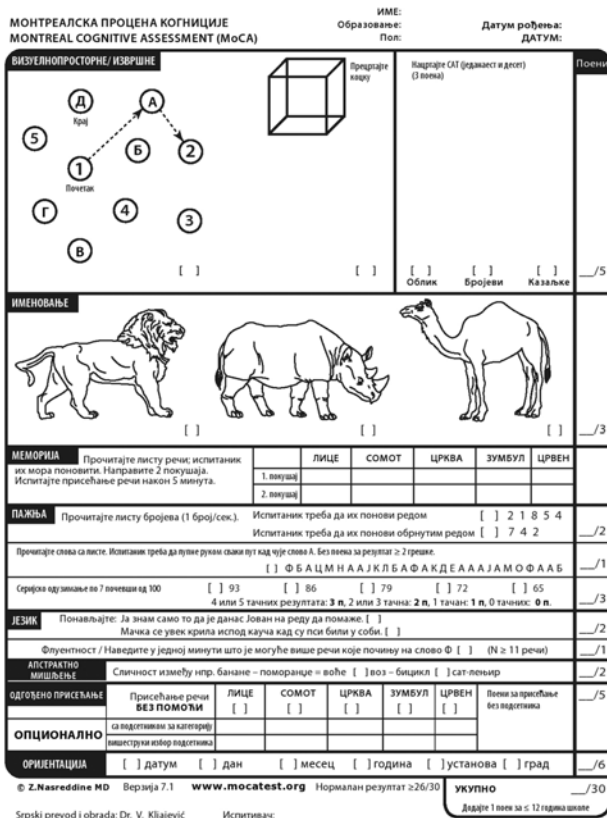 МОНТРЕАЛСКА ПРОЦЕНА КОГНИЦИЈЕ
MONTREAL COGNITIVE ASSESSMENT (MoCA)
ИМЕ:
Образовање:
Пол:
Датум рођења:
ДАТУМ:
ВИЗУЕЛНОПРОСТОРНЕ/ ИЗВРШНЕ
Поени
Прецртајте
коцку
Нацртајте САТ (једанаест и десет)
(3 поена)
Д
Крај
А
5
Б
2
1
Почетак
Г
4
3
В
[ ]
[ ]
[ ] [ ] [ ]
Облик Бројеви Казаљке
__/5
ИМЕНОВАЊЕ
[ ] [ ] [ ]
__/3
МЕМОРИЈА Прочитајте листу речи; испитаник
их мора поновити. Направите 2 покушаја.
Испитајте присећање речи након 5 минута.
ЛИЦЕ СОМОТ ЦРКВА ЗУМБУЛ ЦРВЕН
1. покушај
2. покушај
ПАЖЊА Прочитајте листу бројева (1 број/сек.). Испитаник треба да их понови редом [ ] 2 1 8 5 4
Испитаник треба да их понови обрнутим редом [ ] 7 4 2 __/2
Прочитајте слова са листе. Испитаник треба да лупне руком сваки пут кад чује слово А. Без поена за резултат ≥ 2 грешке.
[ ] Ф Б А Ц М Н А А Ј К Л Б А Ф А К Д Е А А А Ј А М О Ф А А Б __/1
Серијско одузимање по 7 почевши од 100 [ ] 93 [ ] 86 [ ] 79 [ ] 72 [ ] 65
4 или 5 тачних резултата: 3 п, 2 или 3 тачна: 2 п, 1 тачан: 1 п, 0 тачних: 0 п. __/3
ЈЕЗИК Понављајте: Ја знам само то да је данас Јован на реду да помаже. [ ]
Мачка се увек крила испод кауча кад су пси били у соби. [ ] __/2
Флуентност / Наведите у једној минути што је могуће више речи које почињу на слово Ф [ ] (N ≥ 11 речи) __/1
АПСТРАКТНО
МИШЉЕЊЕ
Сличност између нпр. банане – поморанџе = воће [ ] воз – бицикл [ ] сат-лењир __/2
ОДГОЂЕНО ПРИСЕЋАЊЕ
Присећање речи
БЕЗ ПОМОЋИ
ЛИЦЕ СОМОТ ЦРКВА ЗУМБУЛ ЦРВЕН
[ ] [ ] [ ] [ ] [ ]
Поени за присећање
без подсетника
__/5
ОПЦИОНАЛНО
са подсетником за категорију
вишеструки избор подсетника
ОРИЈЕНТАЦИЈА [ ] датум [ ] дан [ ] месец [ ] година [ ] установа [ ] град __/6
© Z.Nasreddine MD Верзија 7.1 www.mocatest.org Нормалан резултат ≥26/30
УКУПНО __/30
Додајте 1 поен за ≤ 12 година школе
Srpski prevod i obrada: Dr. V. Kljajević Испитивач: